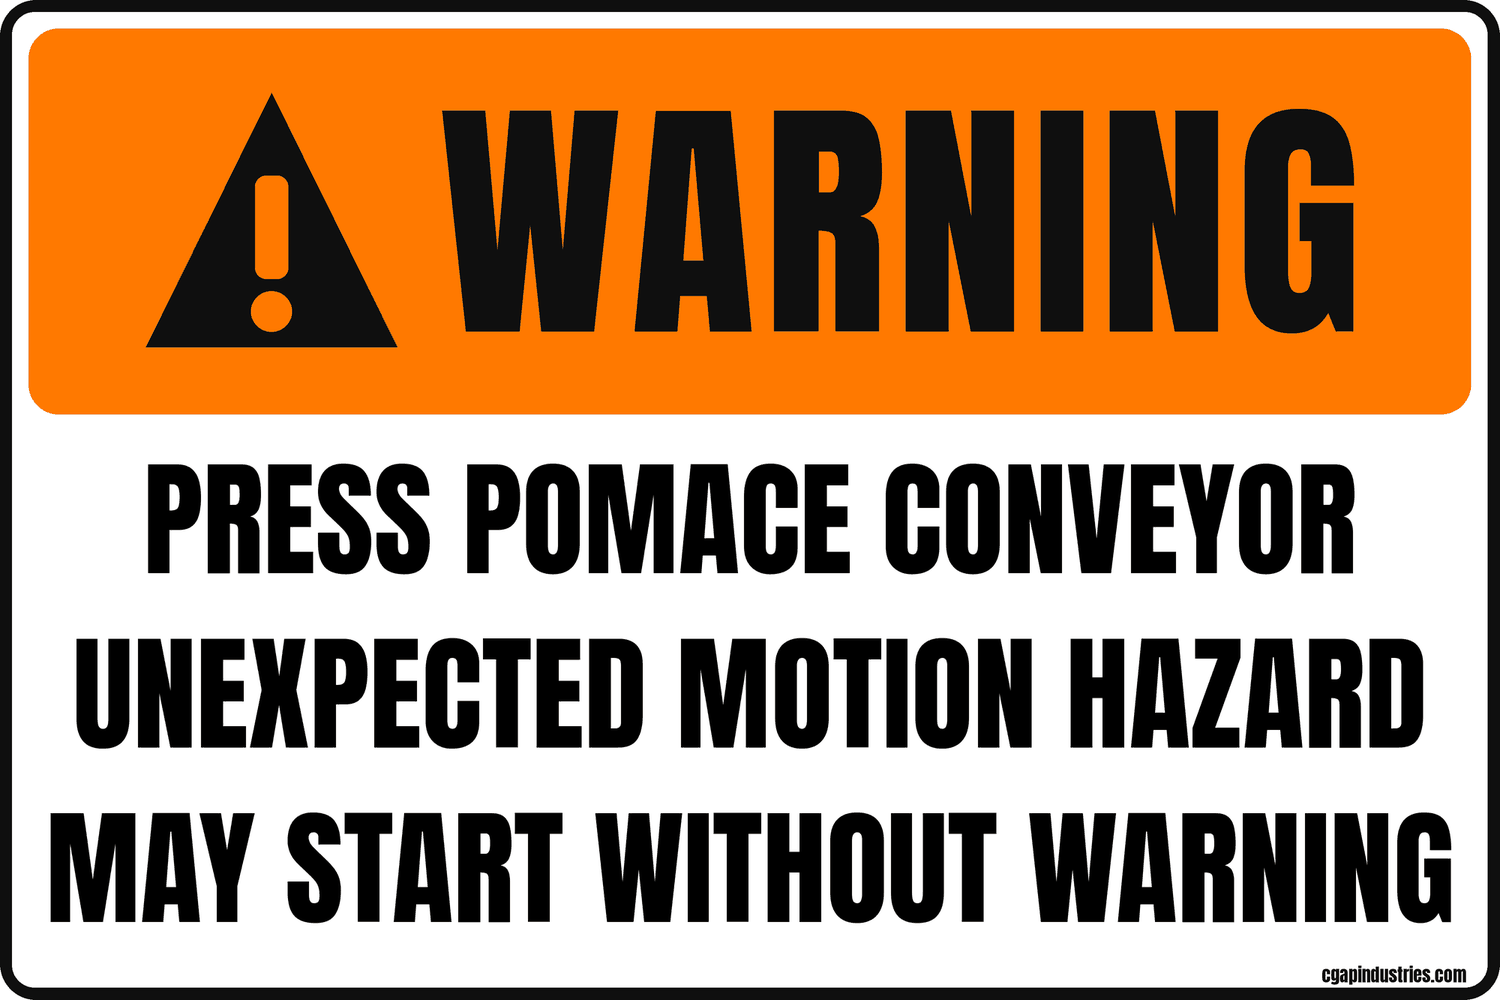 WARNING
PRESS POMACE CONVEYOR
UNEXPECTED MOTION HAZARD
MAY START WITHOUT WARNING
cgapindustries.com